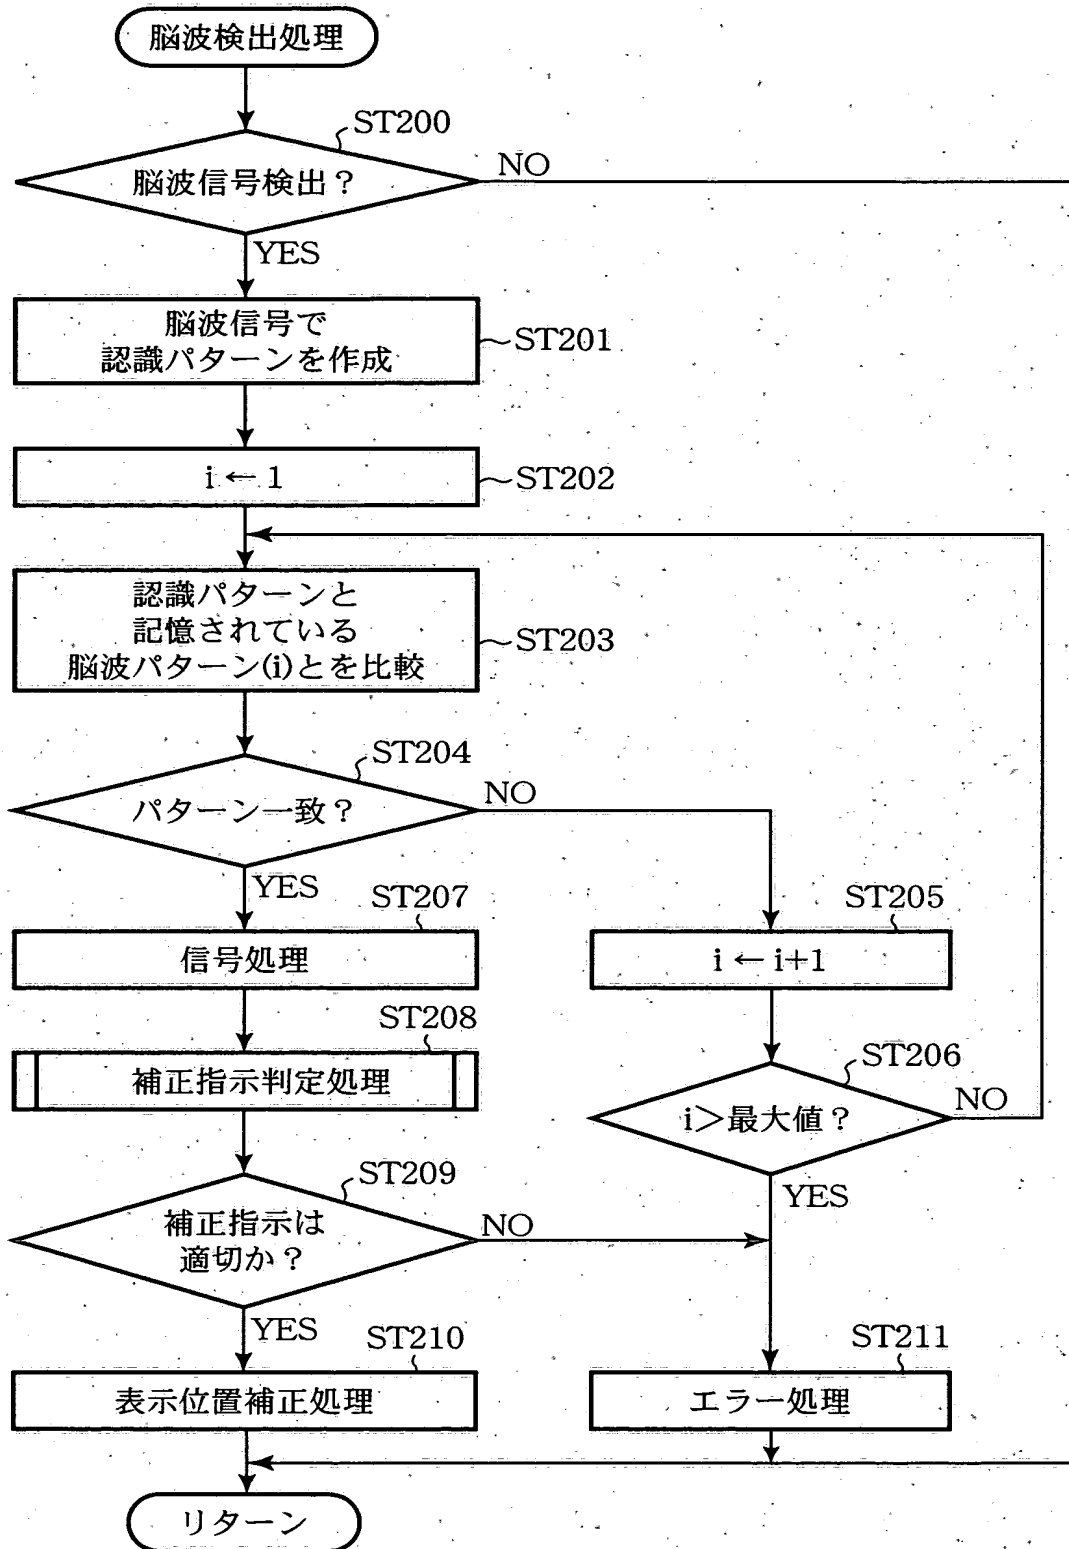 脳波検出処理
ST200
脳波信号検出？
NO
YES
脳波信号で
認識パターンを作成
ST201
i ← 1
ST202
認識パターンと
記憶されている
脳波パターン(i)とを比較
ST203
ST204
パターン一致？
NO
YES
ST207
信号処理
ST205
i ← i+1
ST208
補正指示判定処理
ST206
i＞最大値？
NO
YES
ST209
補正指示は
適切か？
NO
YES
ST210
表示位置補正処理
ST211
エラー処理
リターン